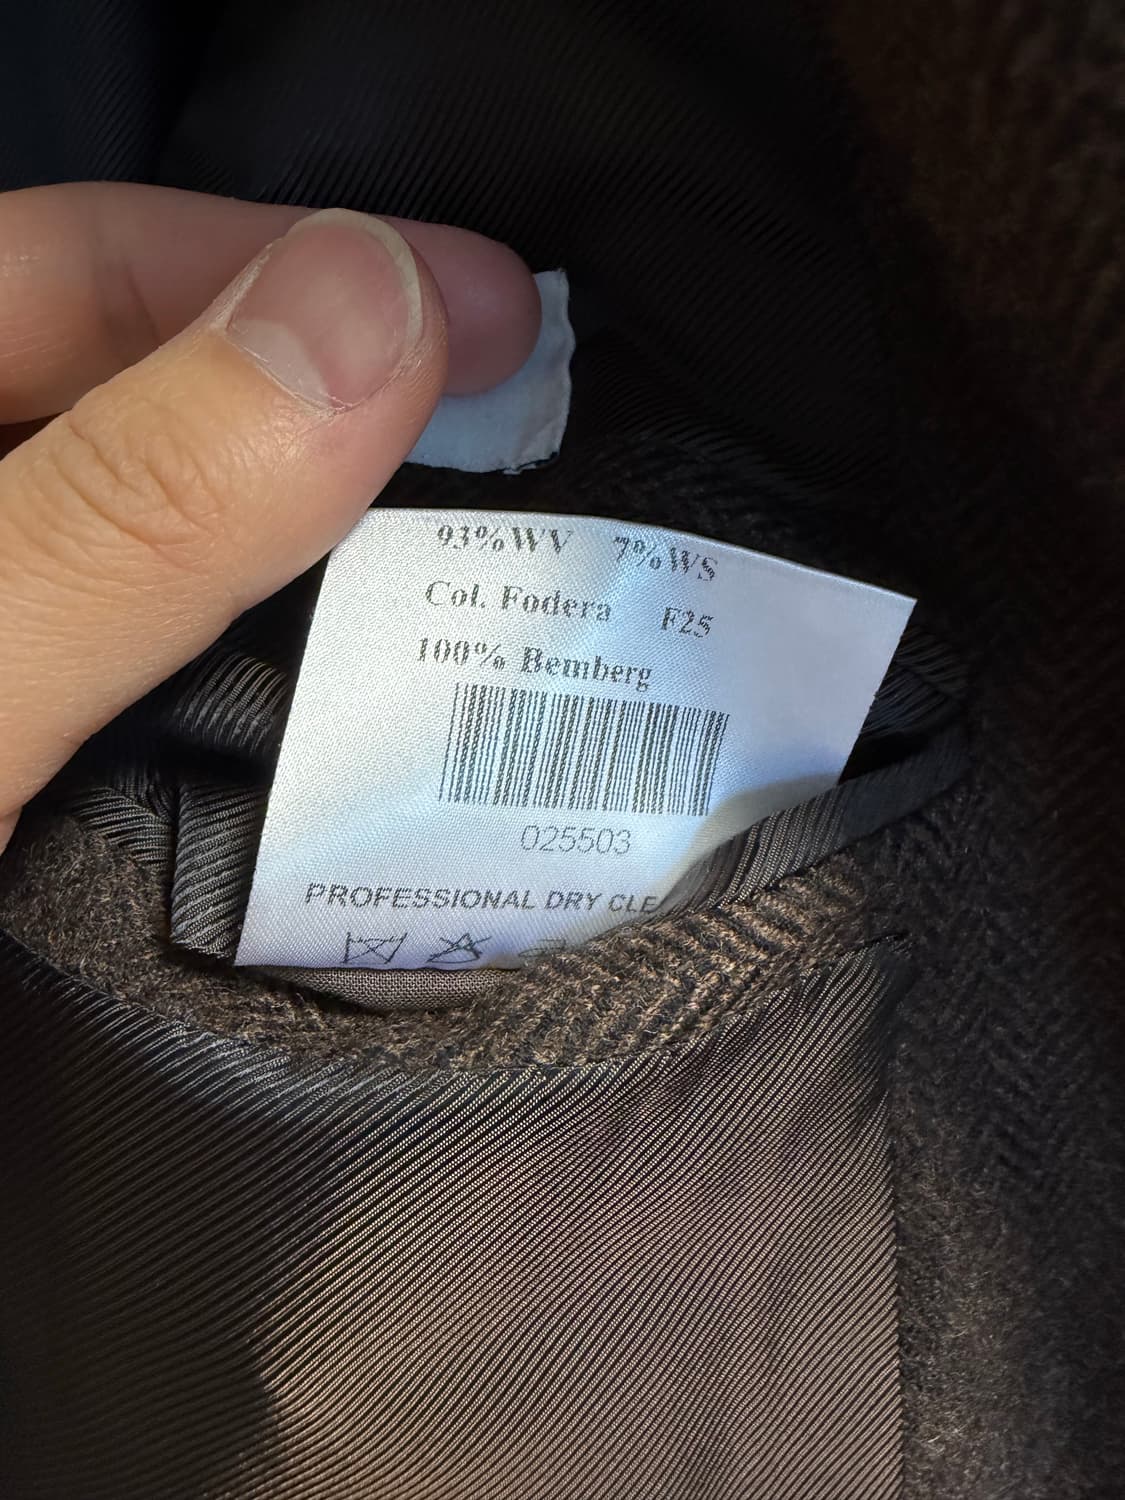 93%WV 7%WS
Col. Fodera F25
100% Bemberg
025503
PROFESSIONAL DRY CLE